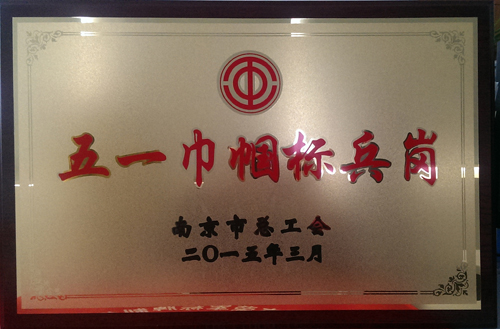 五一巾帼标兵岗
南京市总工会
二〇一五年三月